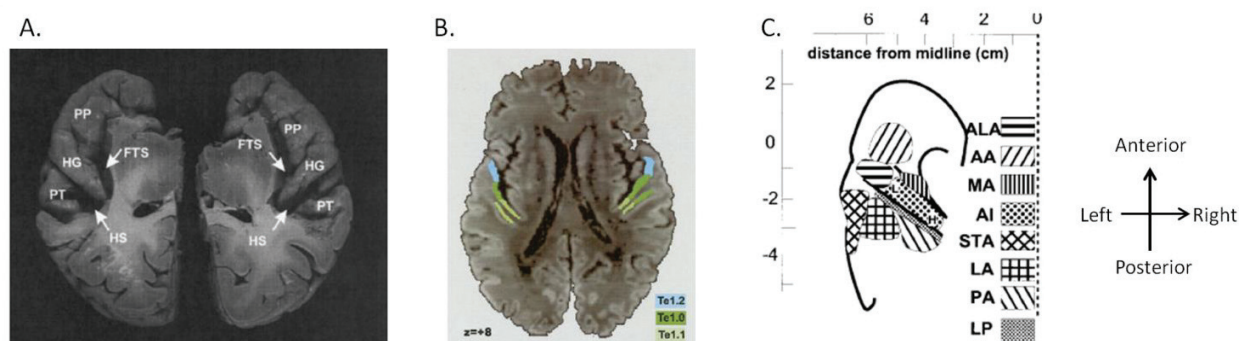 A.
PP
FTS
HG
PT
HS
PP
FTS
HG
PT
HS
B.
z=+8
Te1.2
Te1.0
Te1.1
C.
6 4 2 0
distance from midline (cm)
2
0
-2
-4
ALA
AA
MA
AI
STA
LA
PA
LP
Anterior
Left
Right
Posterior